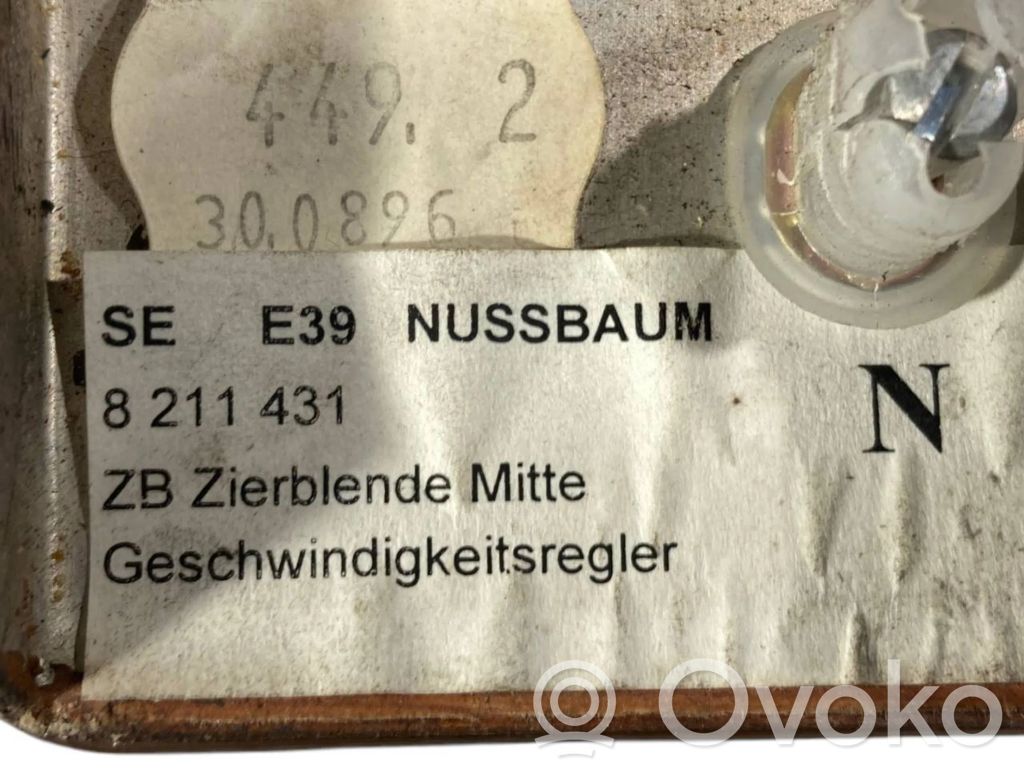 449. 2
30.0896
SE E39 NUSSBAUM
8 211 431
N
ZB Zierblende Mitte
Geschwindigkeitsregler
Ovoko